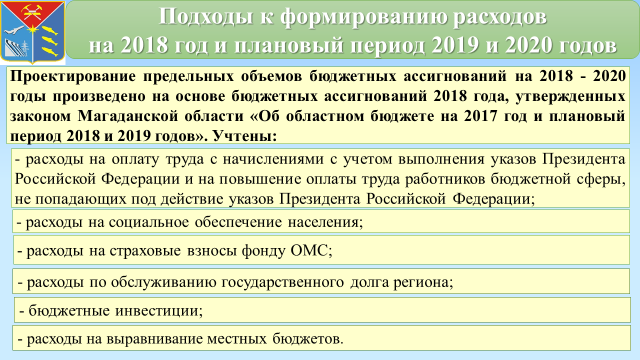 Подходы к формированию расходов
на 2018 год и плановый период 2019 и 2020 годов
Проектирование предельных объемов бюджетных ассигнований на 2018 - 2020
годы произведено на основе бюджетных ассигнований 2018 года, утвержденных
законом Магаданской области «Об областном бюджете на 2017 год и плановый
период 2018 и 2019 годов». Учтены:
- расходы на оплату труда с начислениями с учетом выполнения указов Президента
Российской Федерации и на повышение оплаты труда работников бюджетной сферы,
не попадающих под действие указов Президента Российской Федерации;
- расходы на социальное обеспечение населения;
- расходы на страховые взносы фонду ОМС;
- расходы по обслуживанию государственного долга региона;
- бюджетные инвестиции;
- расходы на выравнивание местных бюджетов.